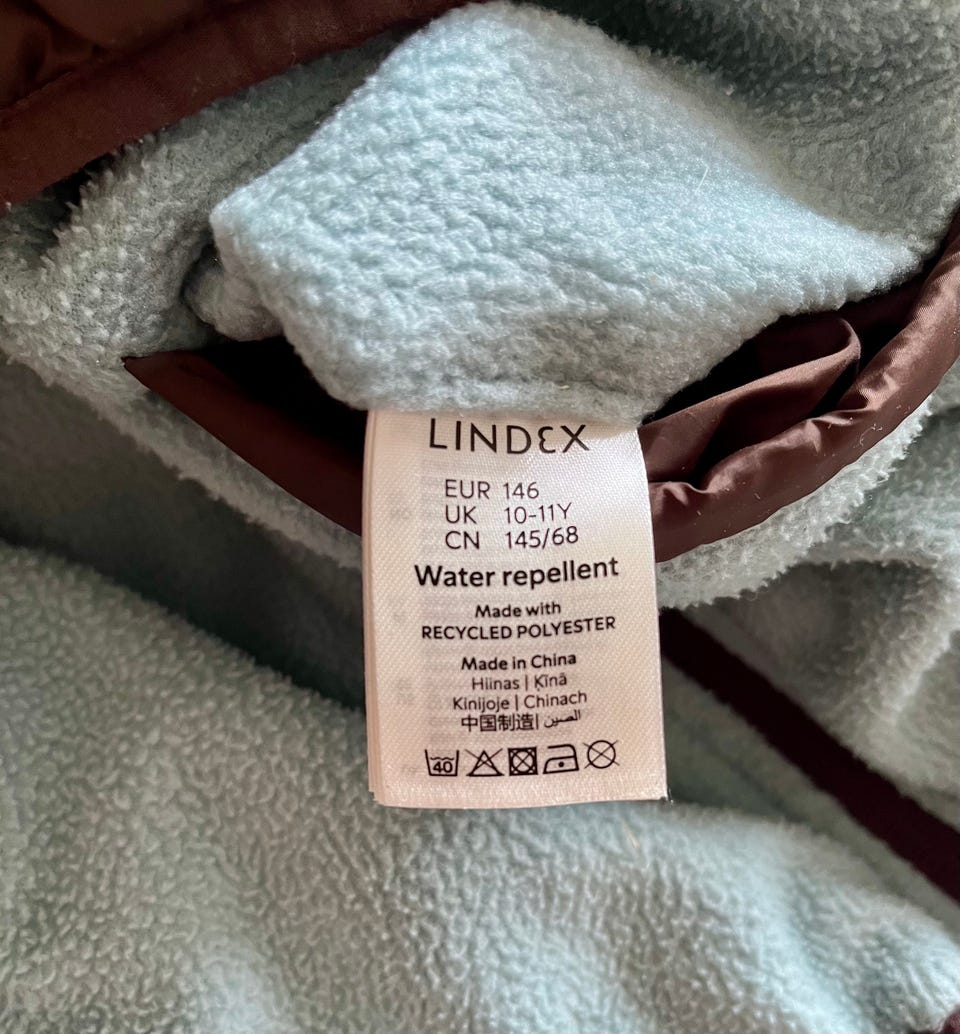 LINDEX
EUR 146
UK 10-11Y
CN 145/68
Water repellent
Made with
RECYCLED POLYESTER
Made in China
Hiinas | Ķīnā
Kinijoje | Chinach
中国制造| الصين
40